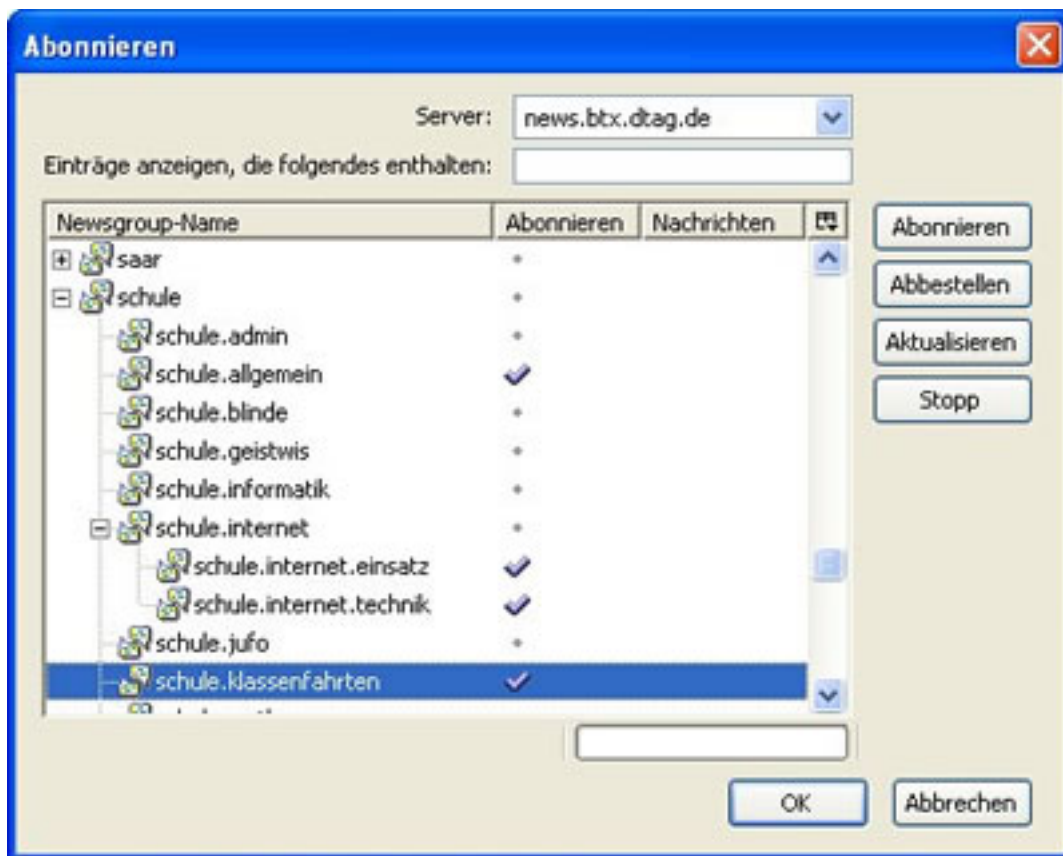 Abonnieren
Server: news.btx.dtag.de
Einträge anzeigen, die folgendes enthalten:
Newsgroup-Name Abonnieren Nachrichten
saar
schule
schule.admin
schule.allgemein
schule.blinde
schule.geistwis
schule.informatik
schule.internet
schule.internet.einsatz
schule.internet.technik
schule.jufo
schule.klassenfahrten
Abonnieren
Abbestellen
Aktualisieren
Stopp
OK Abbrechen